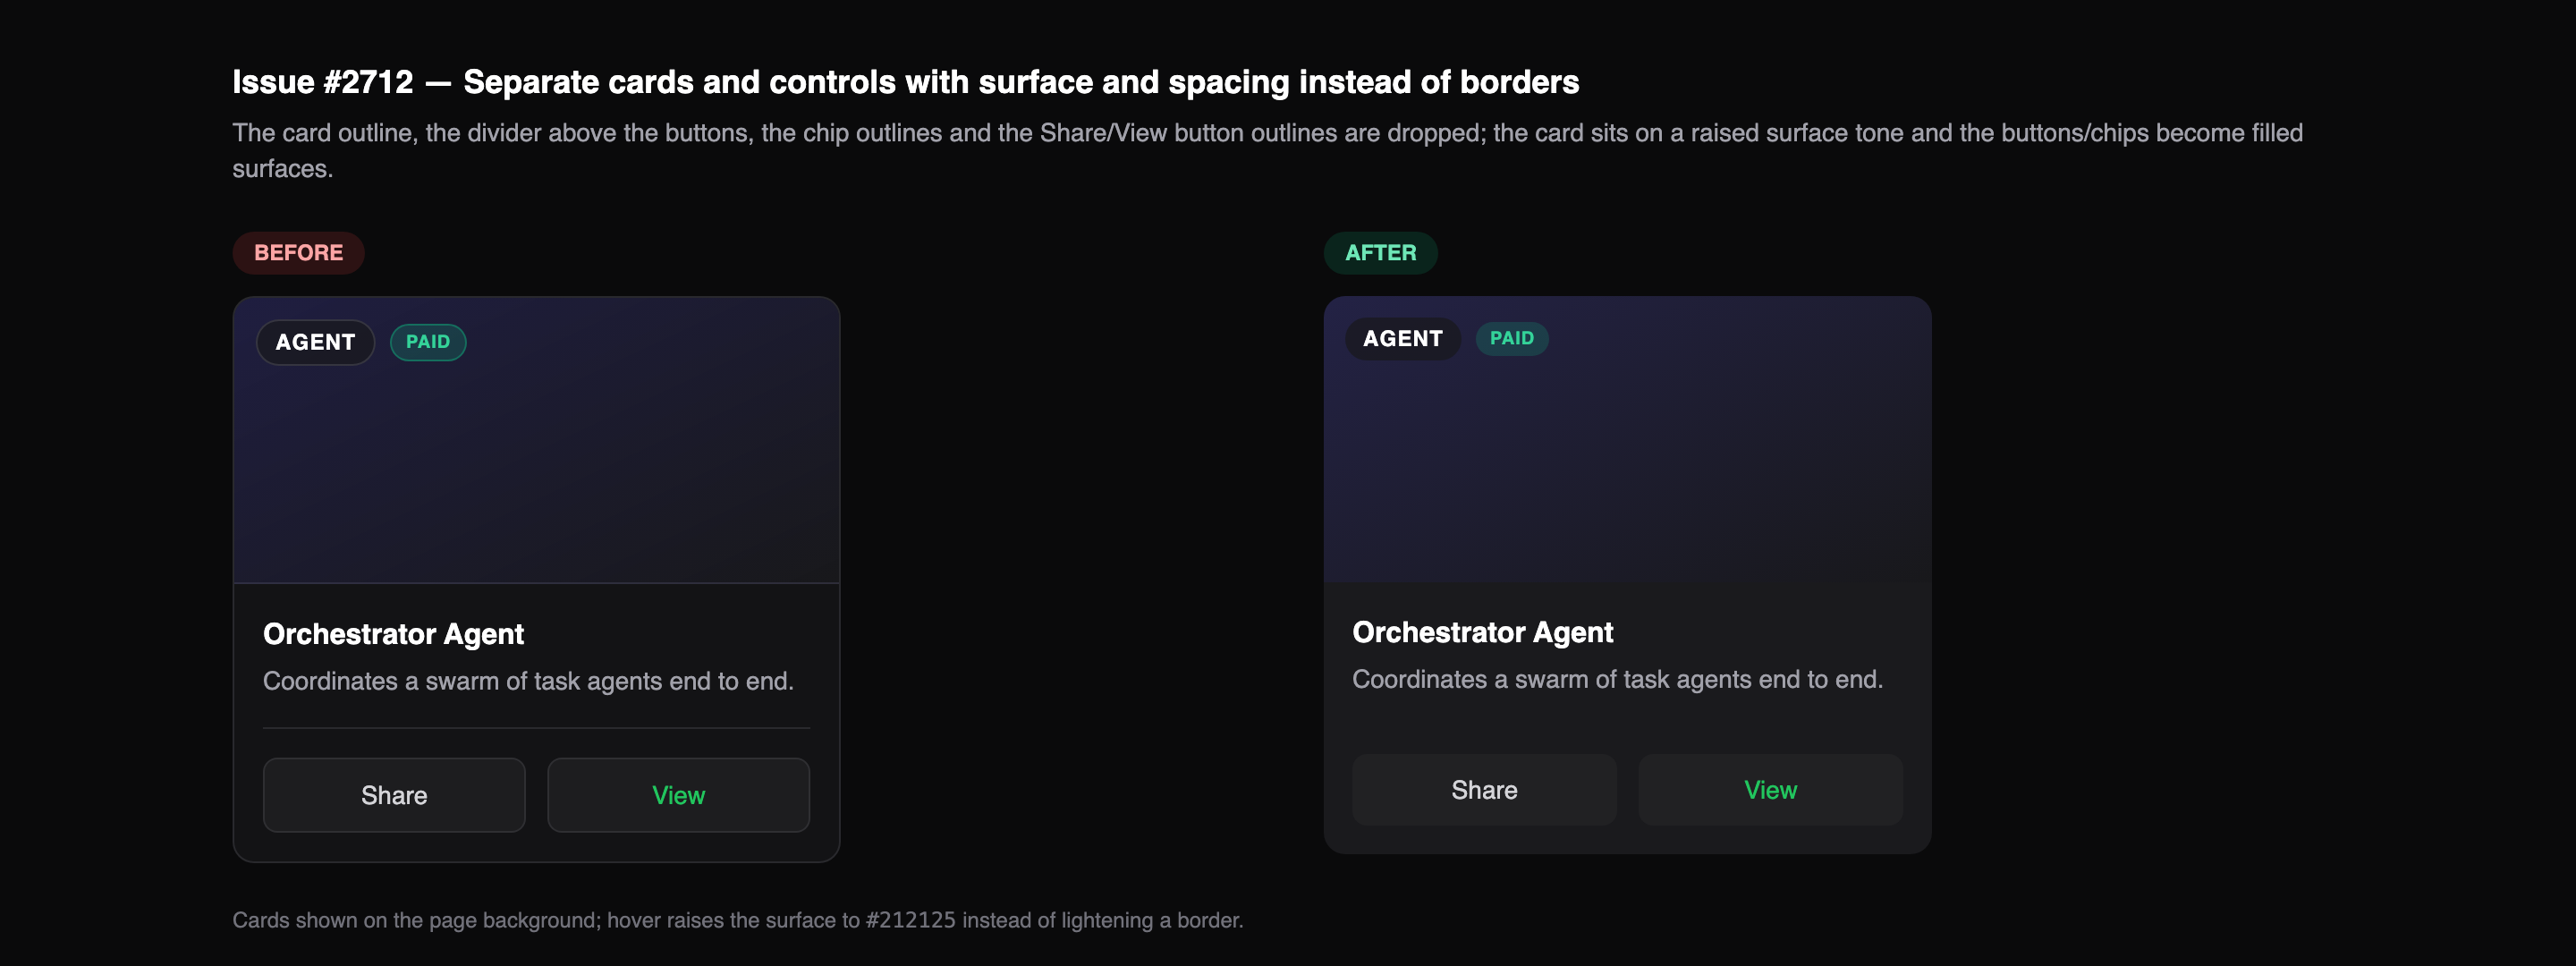 Issue #2712 — Separate cards and controls with surface and spacing instead of borders
The card outline, the divider above the buttons, the chip outlines and the Share/View button outlines are dropped; the card sits on a raised surface tone and the buttons/chips become filled
surfaces.
BEFORE
AGENT PAID
Orchestrator Agent
Coordinates a swarm of task agents end to end.
Share View
AFTER
AGENT PAID
Orchestrator Agent
Coordinates a swarm of task agents end to end.
Share View
Cards shown on the page background; hover raises the surface to #212125 instead of lightening a border.